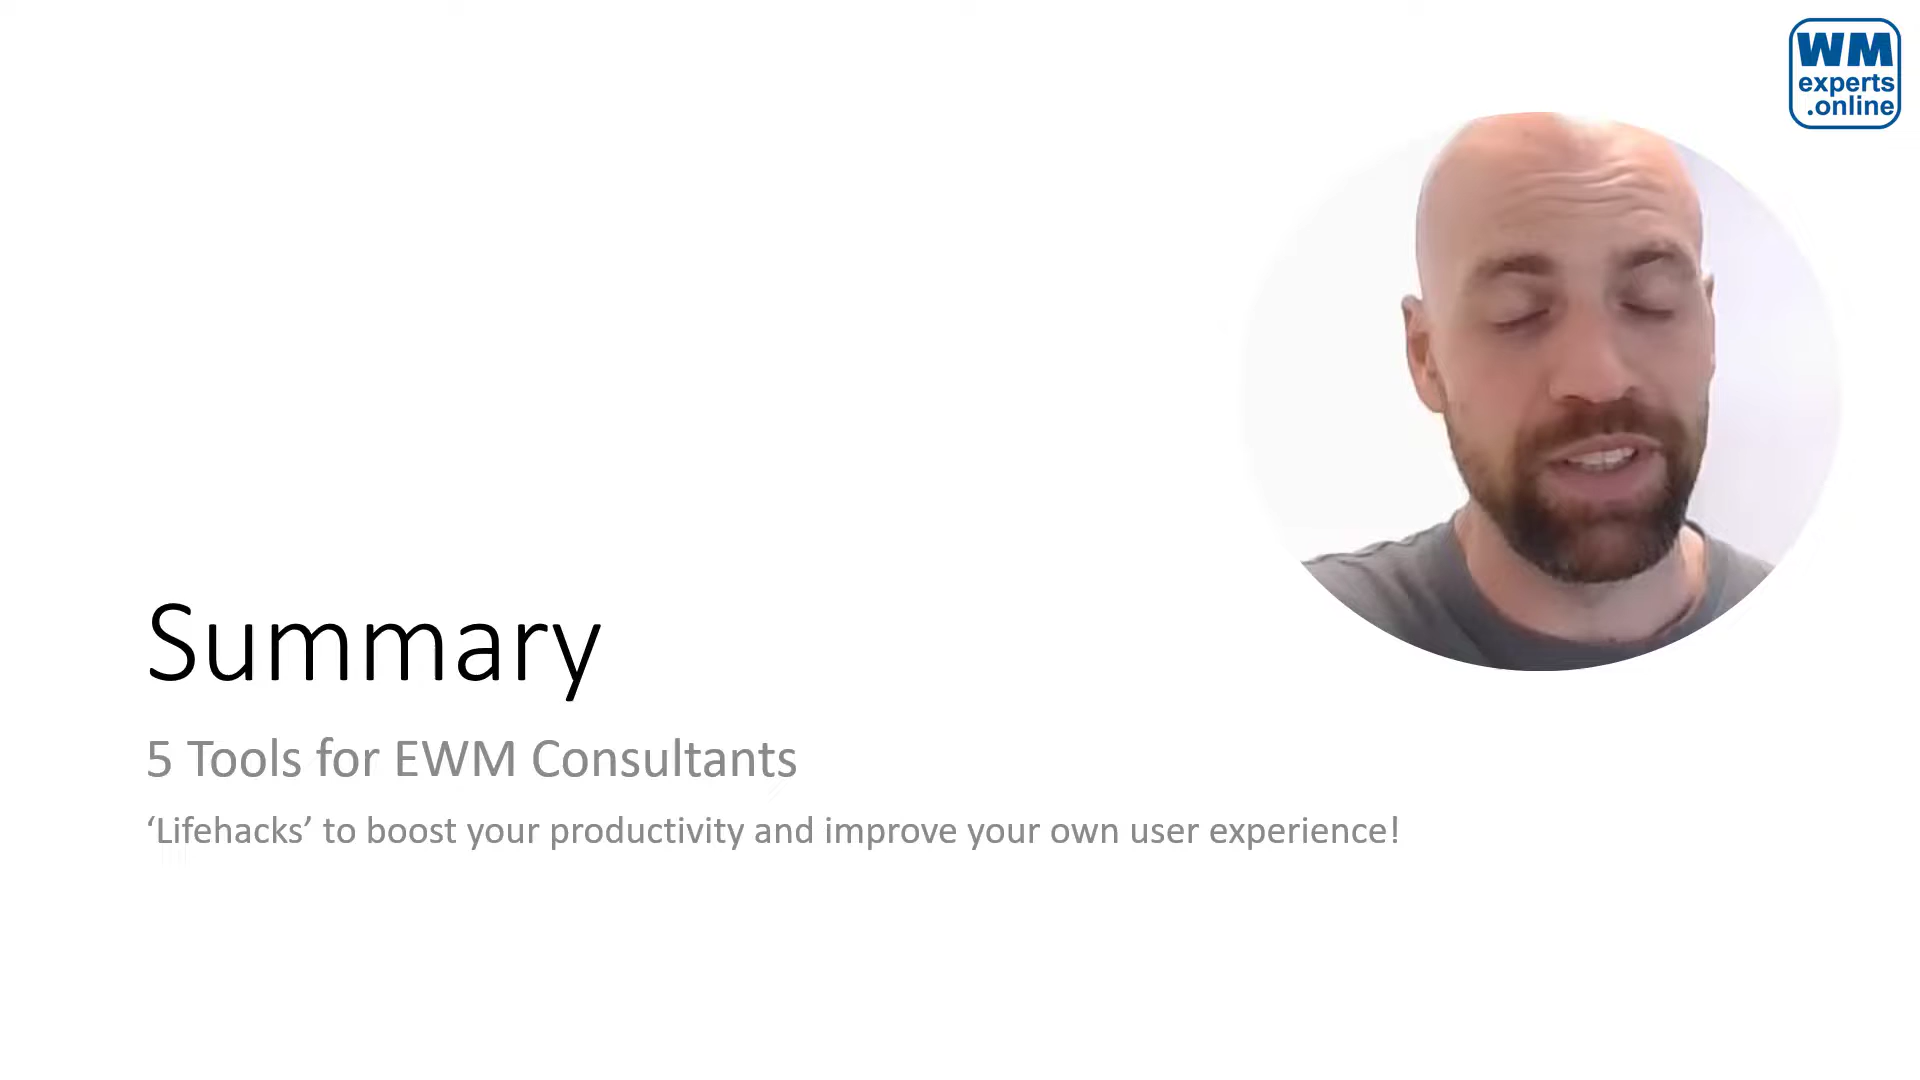 WM
experts
.online
Summary
5 Tools for EWM Consultants
‘Lifehacks’ to boost your productivity and improve your own user experience!